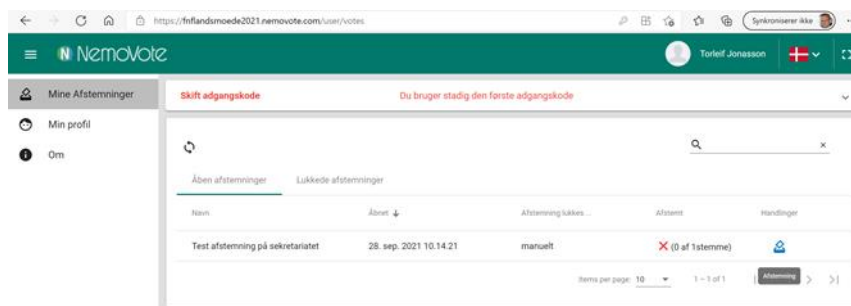 https://fnflandsmoede2021.nemovote.com/user/votes
Synkroniserer ikke
N NemoVote
Torleif Jonasson
Mine Afstemninger
Skift adgangskode
Du bruger stadig den første adgangskode
Min profil
Om
Åben afstemninger
Lukkede afstemninger
Navn
Åbnet
Afstemning lukkes ...
Afstemt
Handlinger
Test afstemning på sekretariatet
28. sep. 2021 10.14.21
manuelt
(0 af 1stemme)
Items per page: 10
1 – 1 of 1
Afstemning